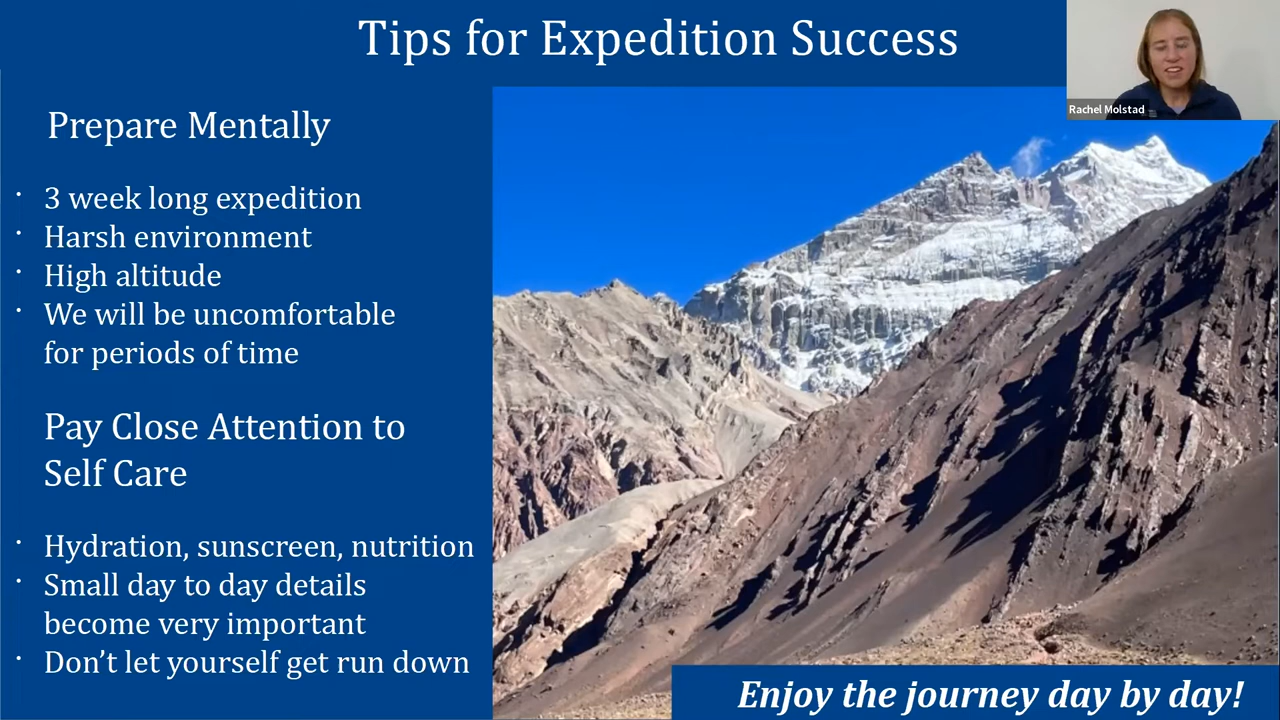 Tips for Expedition Success
Rachel Molstad
Prepare Mentally
· 3 week long expedition
· Harsh environment
· High altitude
· We will be uncomfortable
for periods of time
Pay Close Attention to
Self Care
· Hydration, sunscreen, nutrition
· Small day to day details
become very important
· Don’t let yourself get run down
Enjoy the journey day by day!